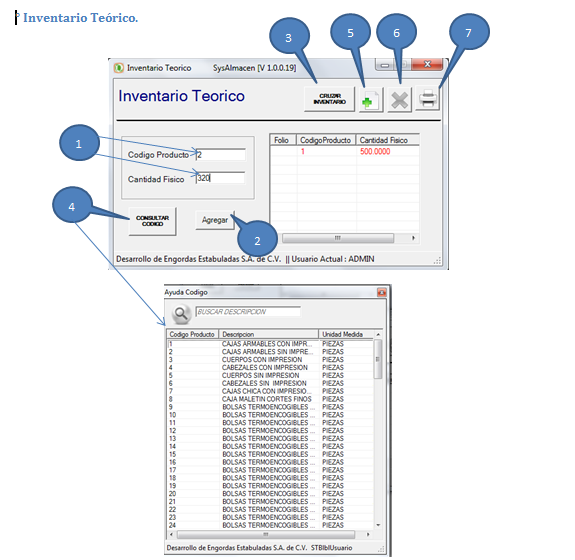 Inventario Teórico.
3
5
6
7
Inventario Teorico SysAlmacen [V 1.0.0.19]
Inventario Teorico
CRUZAR
INVENTARIO
1
Codigo Producto 2
Cantidad Fisico 320
Folio CodigoProducto Cantidad Fisico
1 500.0000
4
CONSULTAR
CODIGO
Agregar
2
Desarrollo de Engordas Estabuladas S.A. de C.V. || Usuario Actual : ADMIN
Ayuda Codigo
BUSCAR DESCRIPCION
Codigo Producto Descripcion Unidad Medida
1 CAJAS ARMABLES CON IMPR... PIEZAS
2 CAJAS ARMABLES SIN IMPRE... PIEZAS
3 CUERPOS CON IMPRESION PIEZAS
4 CABEZALES CON IMPRESION PIEZAS
5 CUERPOS SIN IMPRESION PIEZAS
6 CABEZALES SIN IMPRESION PIEZAS
7 CAJAS CHICA CON IMPRESION... PIEZAS
8 CAJA MALETIN CORTES FINOS PIEZAS
9 BOLSAS TERMOENCOGIBLES ... PIEZAS
10 BOLSAS TERMOENCOGIBLES ... PIEZAS
11 BOLSAS TERMOENCOGIBLES ... PIEZAS
12 BOLSAS TERMOENCOGIBLES ... PIEZAS
13 BOLSAS TERMOENCOGIBLES ... PIEZAS
14 BOLSAS TERMOENCOGIBLES ... PIEZAS
15 BOLSAS TERMOENCOGIBLES ... PIEZAS
16 BOLSAS TERMOENCOGIBLES ... PIEZAS
17 BOLSAS TERMOENCOGIBLES ... PIEZAS
18 BOLSAS TERMOENCOGIBLES ... PIEZAS
19 BOLSAS TERMOENCOGIBLES ... PIEZAS
20 BOLSAS TERMOENCOGIBLES ... PIEZAS
21 BOLSAS TERMOENCOGIBLES ... PIEZAS
22 BOLSAS TERMOENCOGIBLES ... PIEZAS
23 BOLSAS TERMOENCOGIBLES ... PIEZAS
24 BOLSAS TERMOENCOGIBLES ... PIEZAS
Desarrollo de Engordas Estabuladas S.A. de C.V. STBlblUsuario